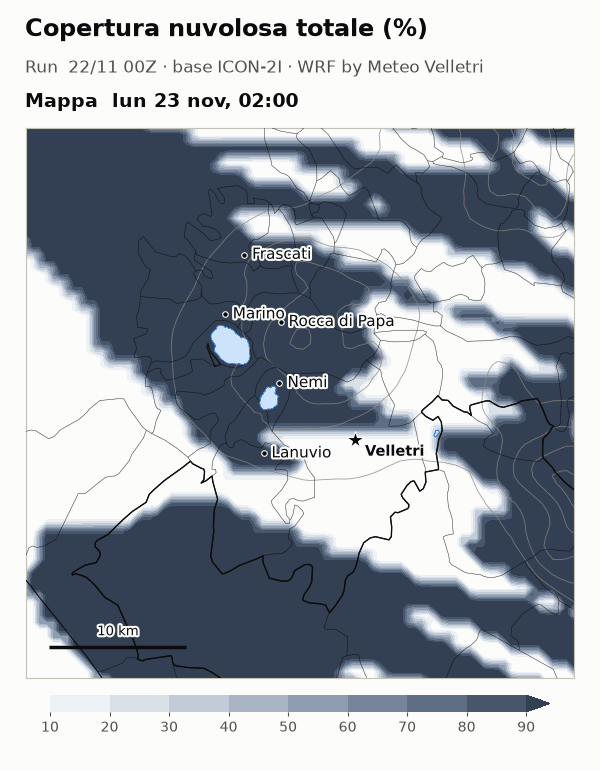 Copertura nuvolosa totale (%)
Run  22/11 00Z · base ICON-2I · WRF by Meteo Velletri
Mappa  lun 23 nov, 02:00
Frascati
Marino
Rocca di Papa
Nemi
Velletri
Lanuvio
10 km
10 20 30 40 50 60 70 80 90